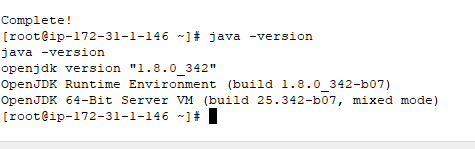 Complete!
[root@ip-172-31-1-146 ~]# java -version
java -version
openjdk version "1.8.0_342"
OpenJDK Runtime Environment (build 1.8.0_342-b07)
OpenJDK 64-Bit Server VM (build 25.342-b07, mixed mode)
[root@ip-172-31-1-146 ~]#